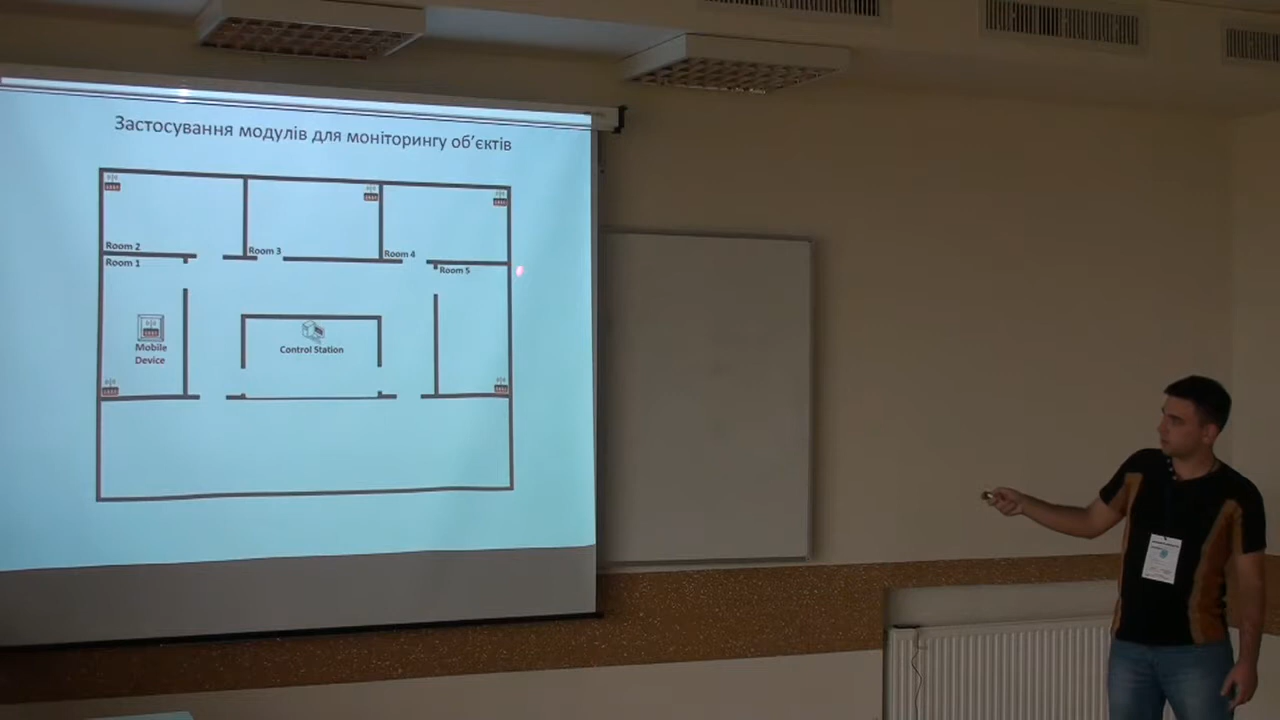 Застосування модулів для моніторингу об’єктів
Room 2
Room 3
Room 4
Room 1
Room 5
Mobile
Device
Control Station